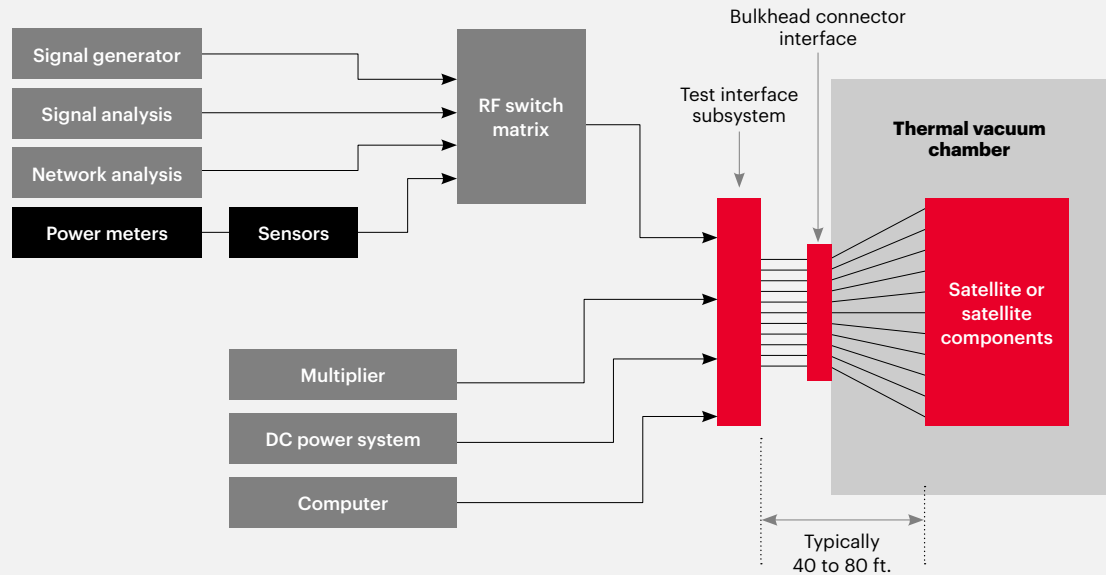 Signal generator
Signal analysis
Network analysis
Power meters
Sensors
RF switch
matrix
Multiplier
DC power system
Computer
Test interface
subsystem
Bulkhead connector
interface
Thermal vacuum
chamber
Satellite or
satellite
components
Typically
40 to 80 ft.